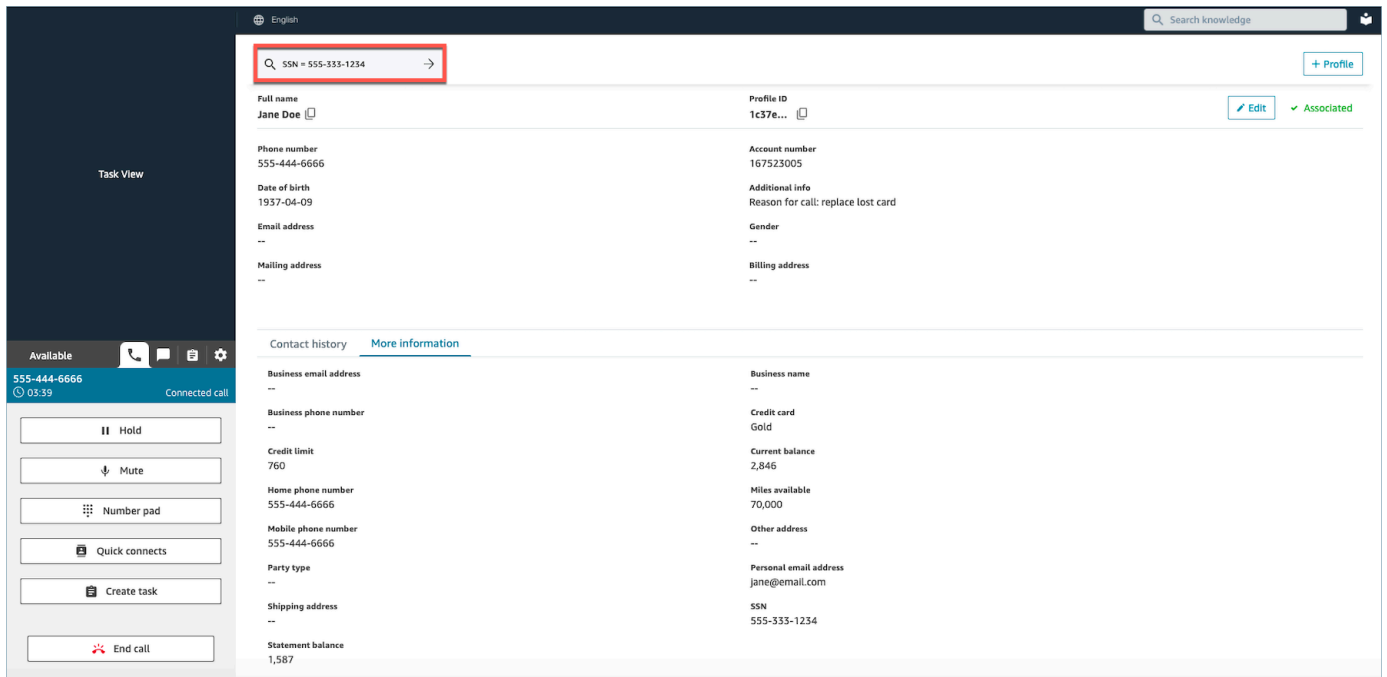 English
Search knowledge
SSN = 555-333-1234
+ Profile
Full name
Jane Doe
Profile ID
1c37e...
Edit
Associated
Phone number
555-444-6666
Account number
167523005
Date of birth
1937-04-09
Additional info
Reason for call: replace lost card
Email address
--
Gender
--
Mailing address
--
Billing address
--
Task View
Available
555-444-6666
03:39 Connected call
Hold
Mute
Number pad
Quick connects
Create task
End call
Contact history More information
Business email address
--
Business name
--
Business phone number
--
Credit card
Gold
Credit limit
760
Current balance
2,846
Home phone number
555-444-6666
Miles available
70,000
Mobile phone number
555-444-6666
Other address
--
Party type
--
Personal email address
jane@email.com
Shipping address
--
SSN
555-333-1234
Statement balance
1,587